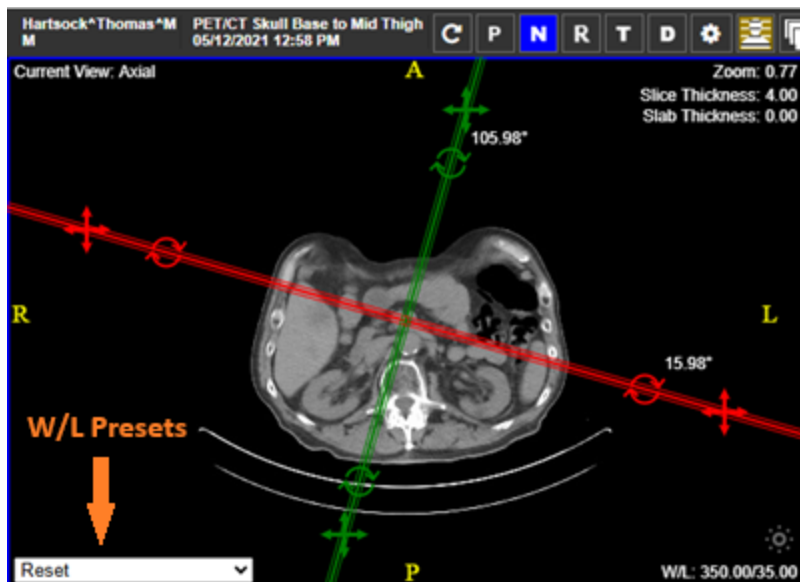 Hartsock^Thomas^M
M
PET/CT Skull Base to Mid Thigh
05/12/2021 12:58 PM
P N R T D
Current View: Axial
A
Zoom: 0.77
Slice Thickness: 4.00
Slab Thickness: 0.00
105.98°
R
L
15.98°
W/L Presets
Reset
P
W/L: 350.00/35.00